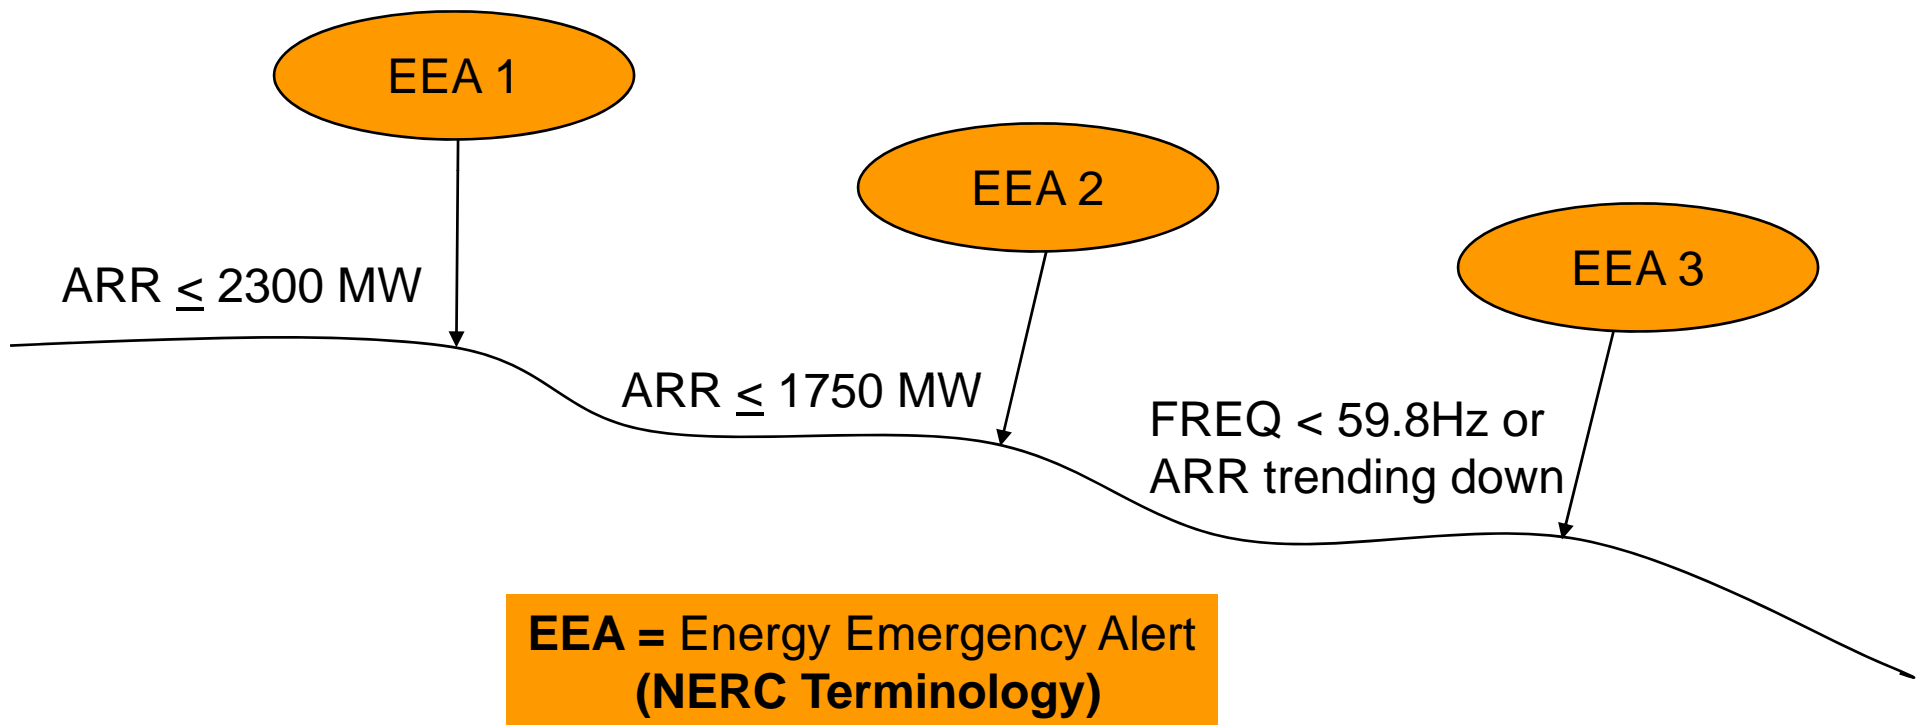 EEA 1
EEA 2
EEA 3
ARR ≤ 2300 MW
ARR ≤ 1750 MW
FREQ < 59.8Hz or
ARR trending down
EEA = Energy Emergency Alert
(NERC Terminology)